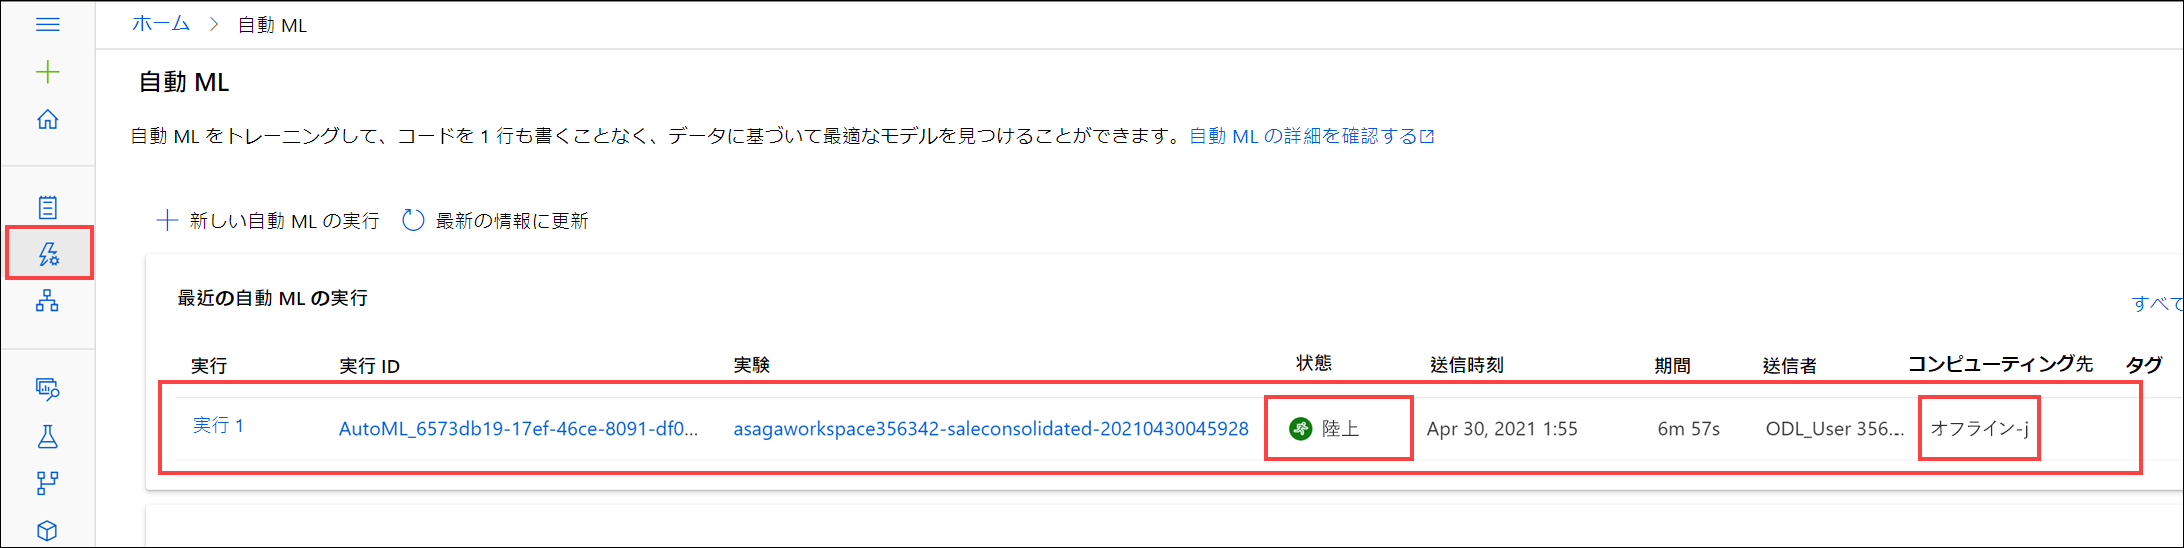 ホーム > 自動 ML
自動 ML
自動 ML をトレーニングして、コードを 1 行も書くことなく、データに基づいて最適なモデルを見つけることができます。自動 ML の詳細を確認する
新しい自動 ML の実行 最新の情報に更新
最近の自動 ML の実行
すべて
実行 実行 ID 実験 状態 送信時刻 期間 送信者 コンピューティング先 タグ
実行 1 AutoML_6573db19-17ef-46ce-8091-df0... asagaworkspace356342-saleconsolidated-20210430045928 陸上 Apr 30, 2021 1:55 6m 57s ODL_User 356... オフライン-j